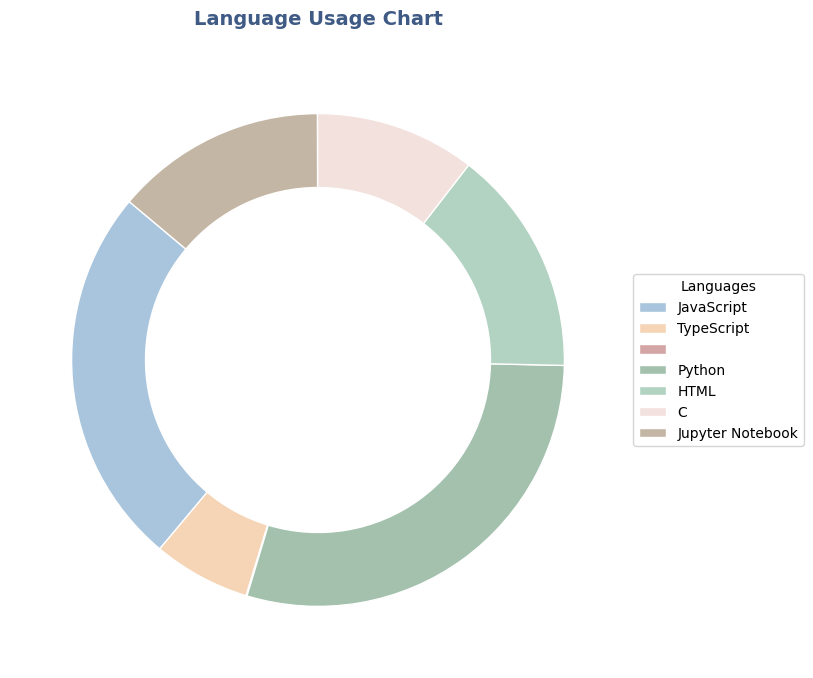 Language Usage Chart
Languages
JavaScript
TypeScript
Python
HTML
C
Jupyter Notebook